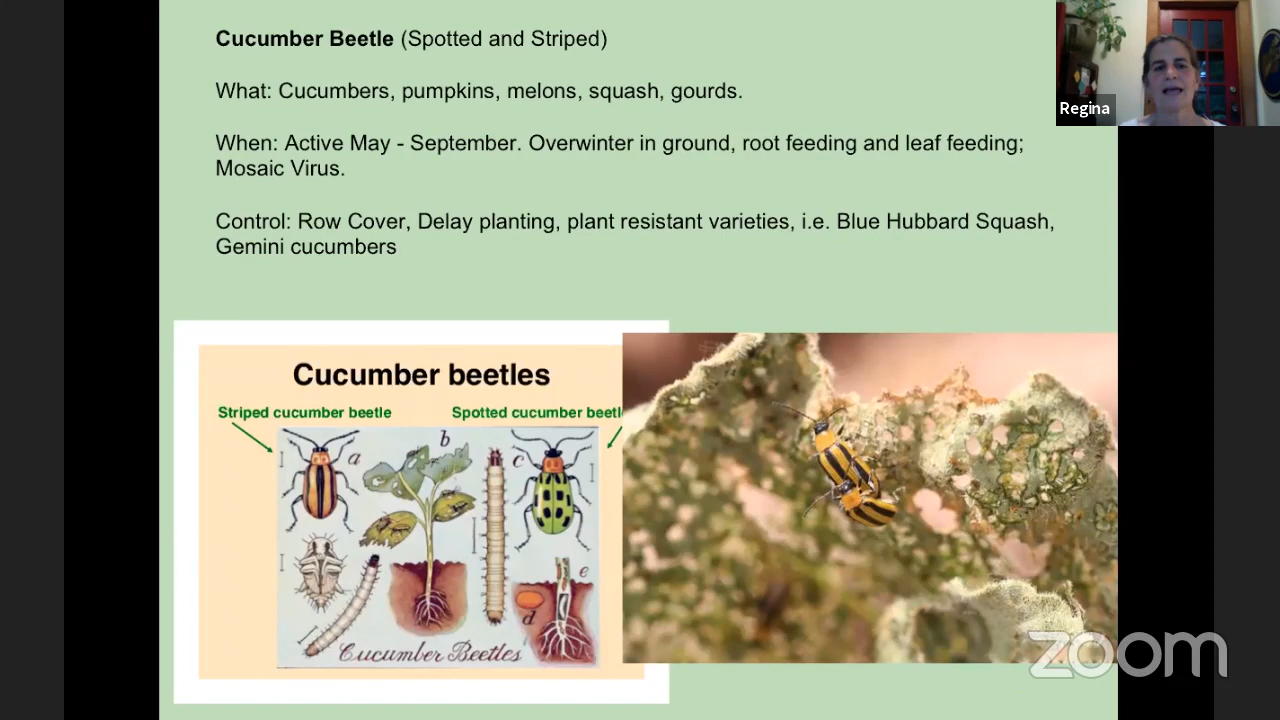 Cucumber Beetle (Spotted and Striped)
What: Cucumbers, pumpkins, melons, squash, gourds.
When: Active May - September. Overwinter in ground, root feeding and leaf feeding;
Mosaic Virus.
Control: Row Cover, Delay planting, plant resistant varieties, i.e. Blue Hubbard Squash,
Gemini cucumbers
Regina
Cucumber beetles
Striped cucumber beetle
Spotted cucumber beetl
a
b
c
d
e
Cucumber Beetles
zoom